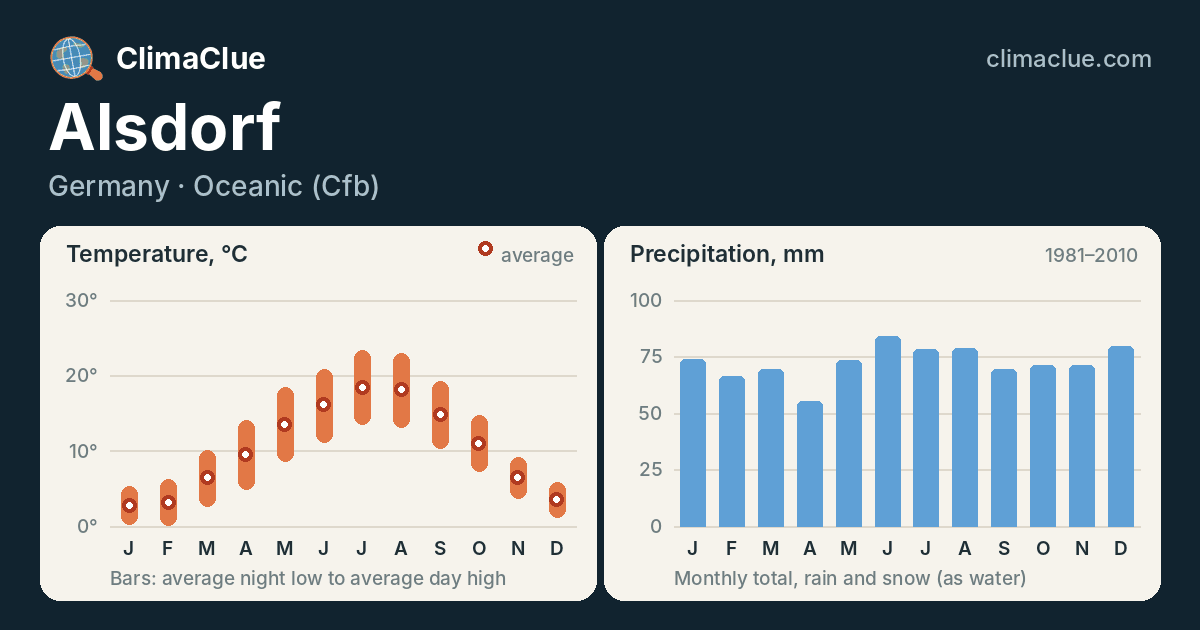 ClimaClue
climaclue.com
Alsdorf
Germany · Oceanic (Cfb)
Temperature, °C
average
30°
20°
10°
0°
J F M A M J J A S O N D
Bars: average night low to average day high
Precipitation, mm
1981–2010
100
75
50
25
0
J F M A M J J A S O N D
Monthly total, rain and snow (as water)